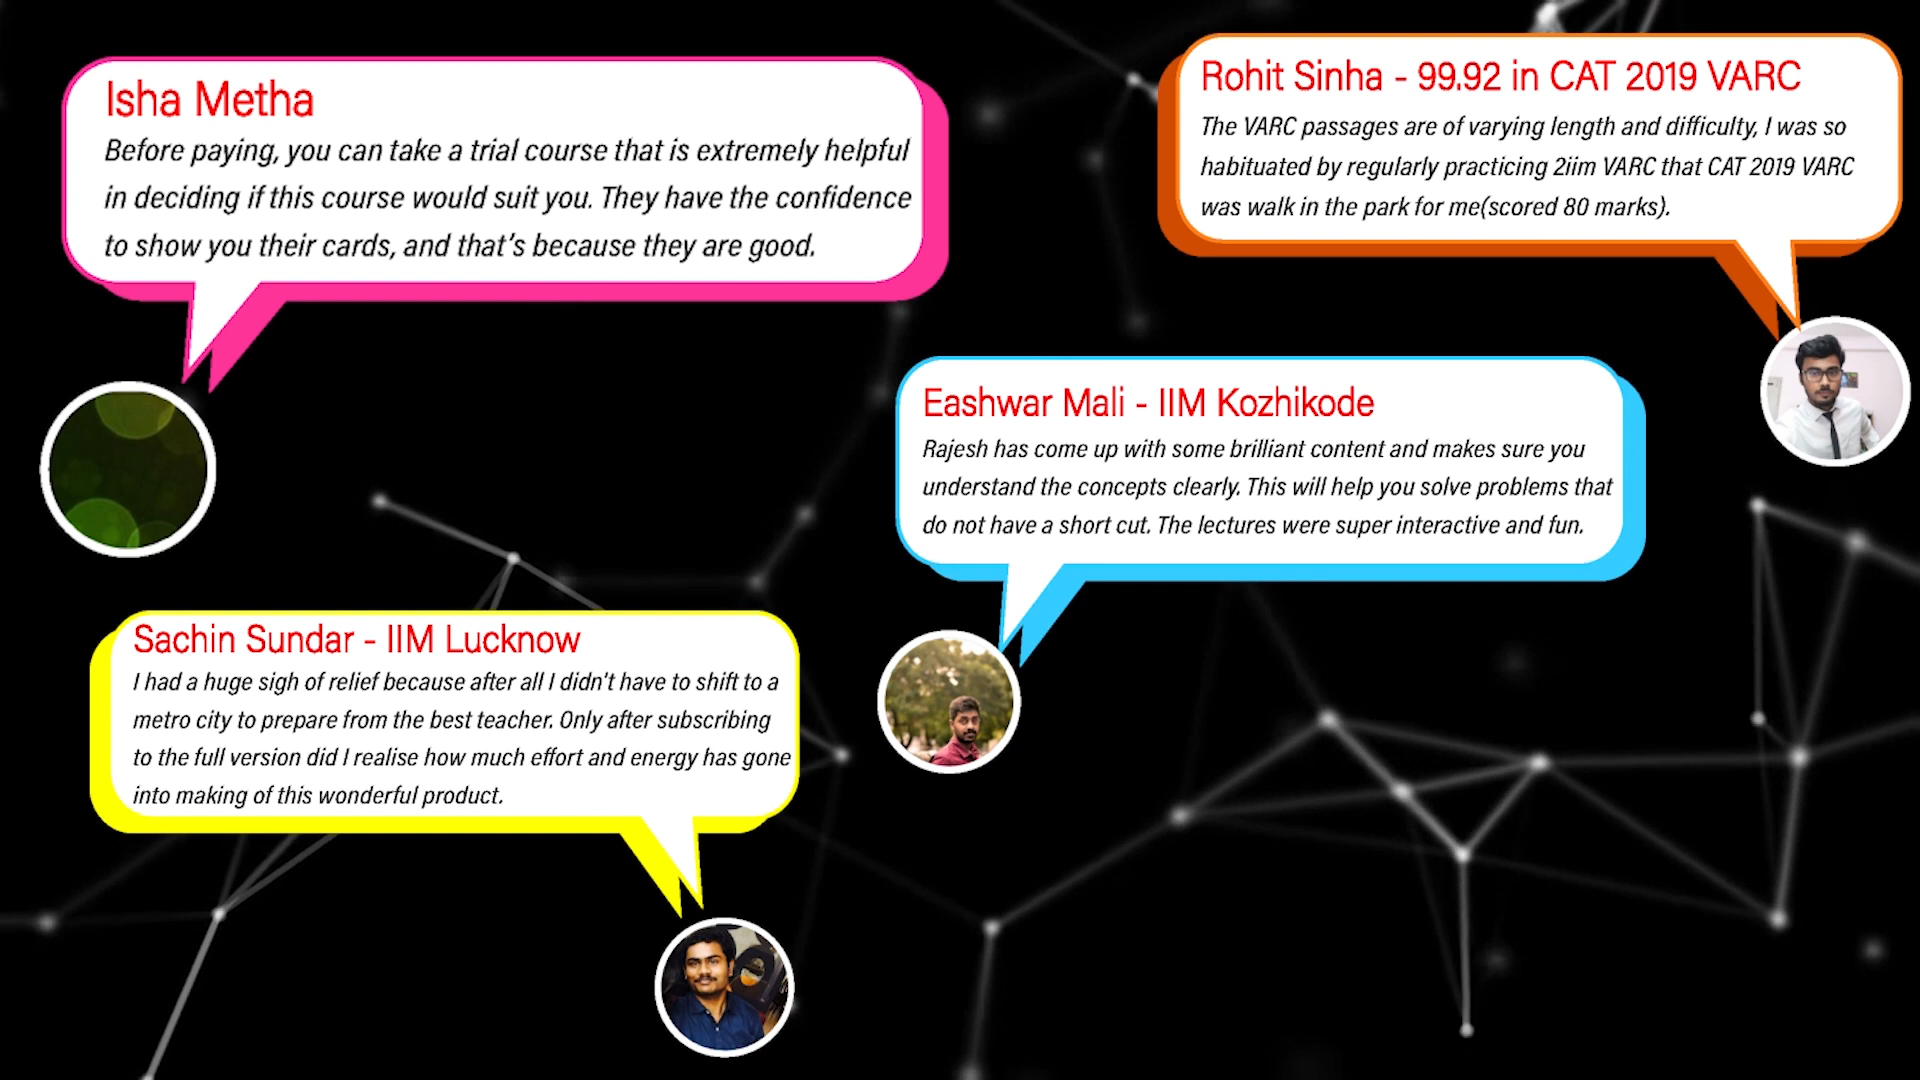 Isha Metha
Before paying, you can take a trial course that is extremely helpful
in deciding if this course would suit you. They have the confidence
to show you their cards, and that's because they are good.
Rohit Sinha - 99.92 in CAT 2019 VARC
The VARC passages are of varying length and difficulty, I was so
habituated by regularly practicing 2iim VARC that CAT 2019 VARC
was walk in the park for me(scored 80 marks).
Eashwar Mali - IIM Kozhikode
Rajesh has come up with some brilliant content and makes sure you
understand the concepts clearly. This will help you solve problems that
do not have a short cut. The lectures were super interactive and fun.
Sachin Sundar - IIM Lucknow
I had a huge sigh of relief because after all I didn't have to shift to a
metro city to prepare from the best teacher. Only after subscribing
to the full version did I realise how much effort and energy has gone
into making of this wonderful product.